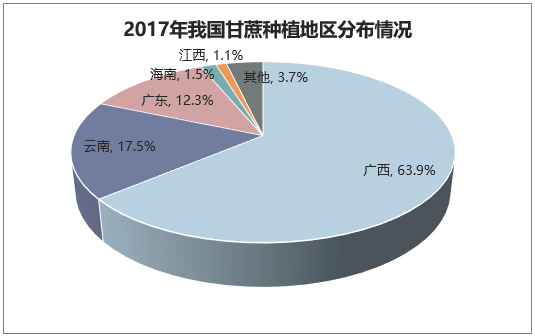 2017年我国甘蔗种植地区分布情况
江西, 1.1%
海南, 1.5%
其他, 3.7%
广东, 12.3%
云南, 17.5%
广西, 63.9%